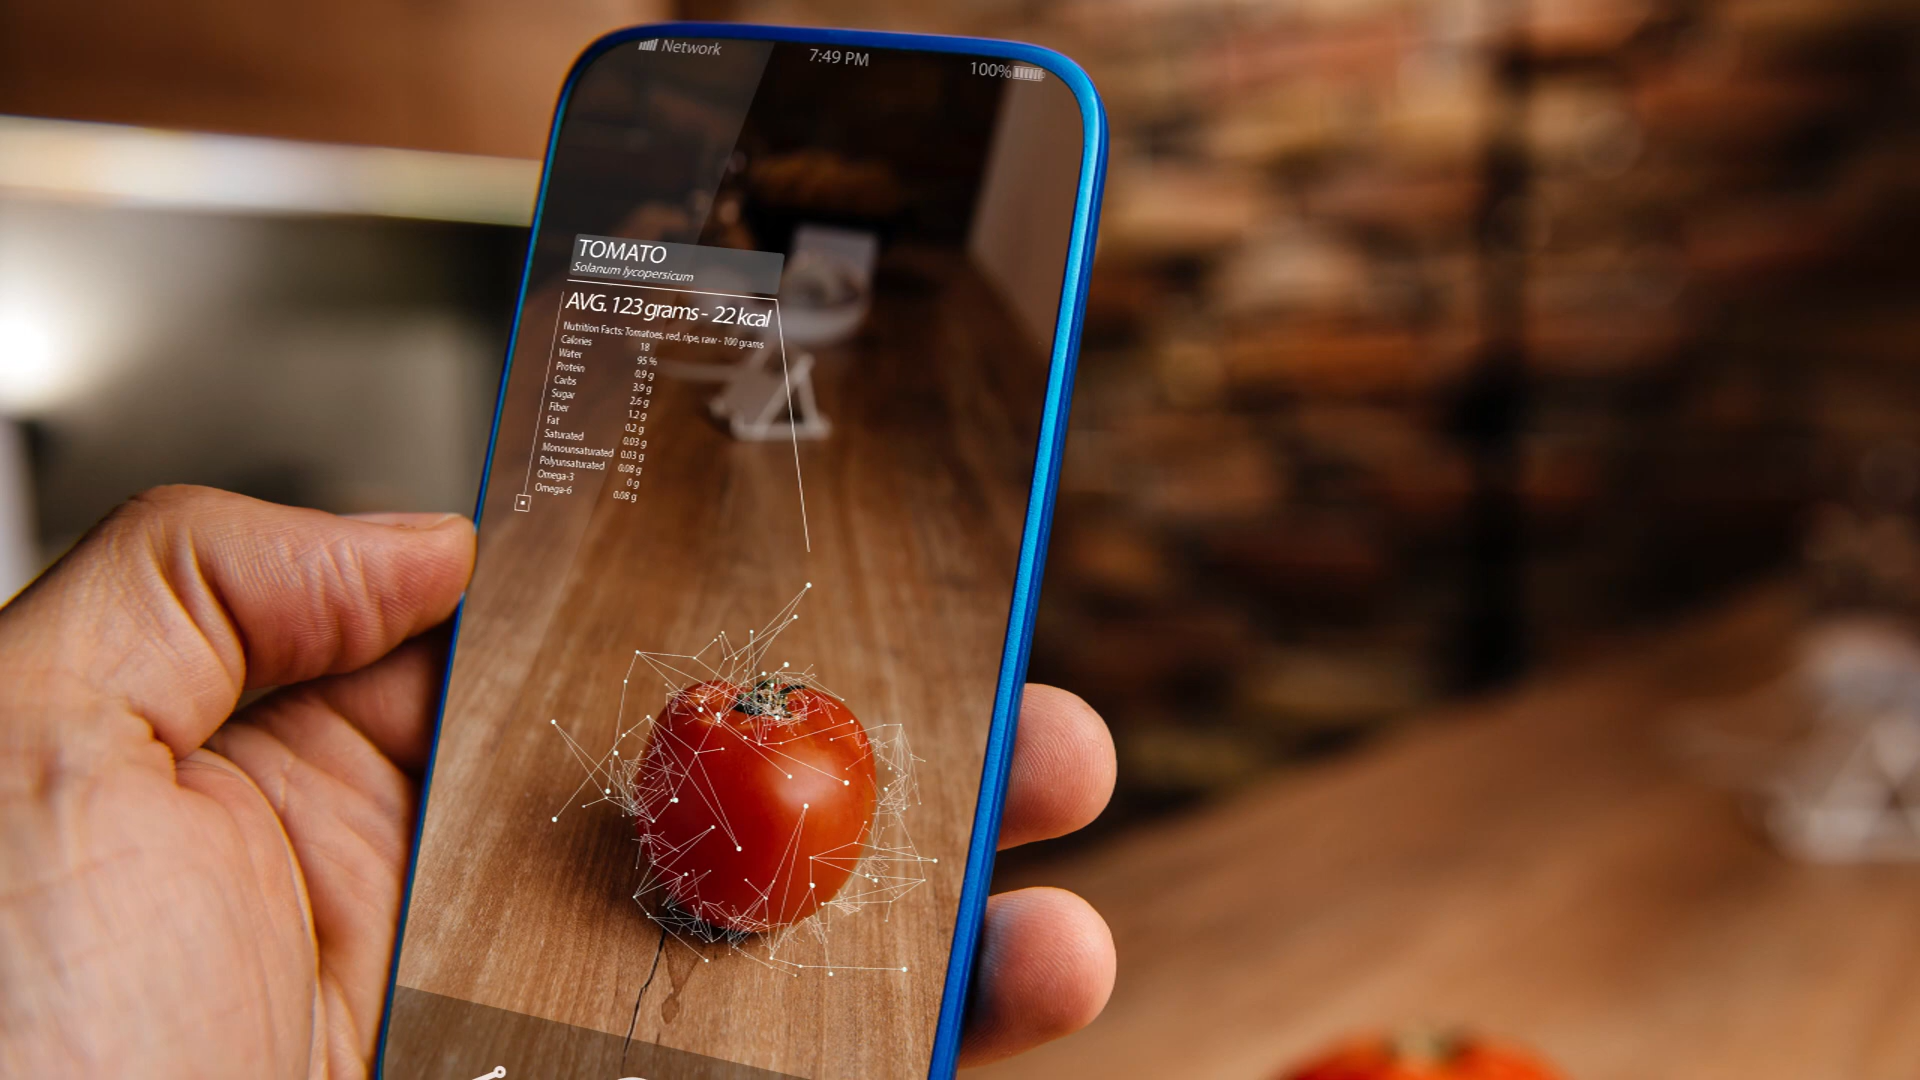 Network 7:49 PM 100%
TOMATO
Solanum lycopersicum
AVG. 123 grams - 22 kcal
Nutrition Facts: Tomatoes, red, ripe, raw - 100 grams
Calories 18
Water 95 %
Protein 0.9 g
Carbs 3.9 g
Sugar 2.6 g
Fiber 1.2 g
Fat 0.2 g
Saturated 0.03 g
Monounsaturated 0.03 g
Polyunsaturated 0.08 g
Omega-3 0 g
Omega-6 0.08 g